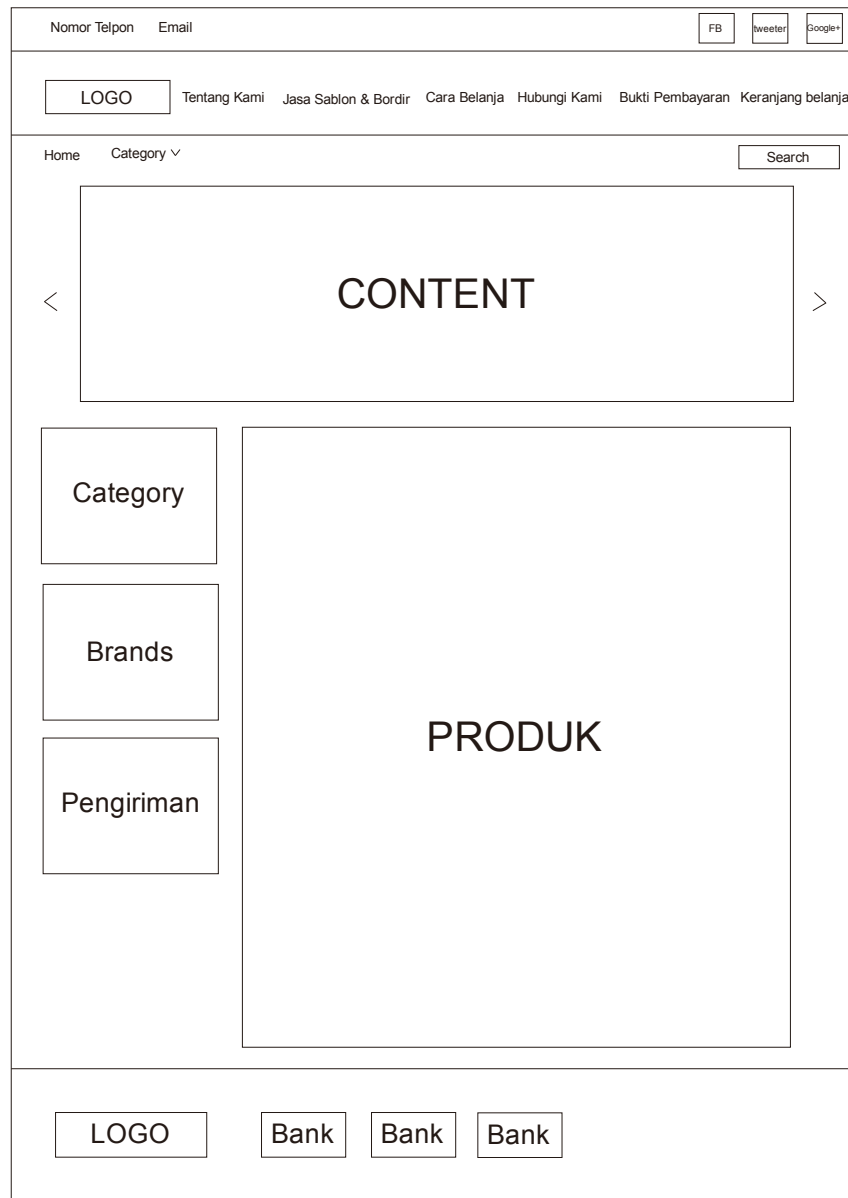 Nomor Telpon Email FB tweeter Google+
LOGO Tentang Kami Jasa Sablon & Bordir Cara Belanja Hubungi Kami Bukti Pembayaran Keranjang belanja
Home Category Search
CONTENT
Category
Brands
PRODUK
Pengiriman
LOGO Bank Bank Bank